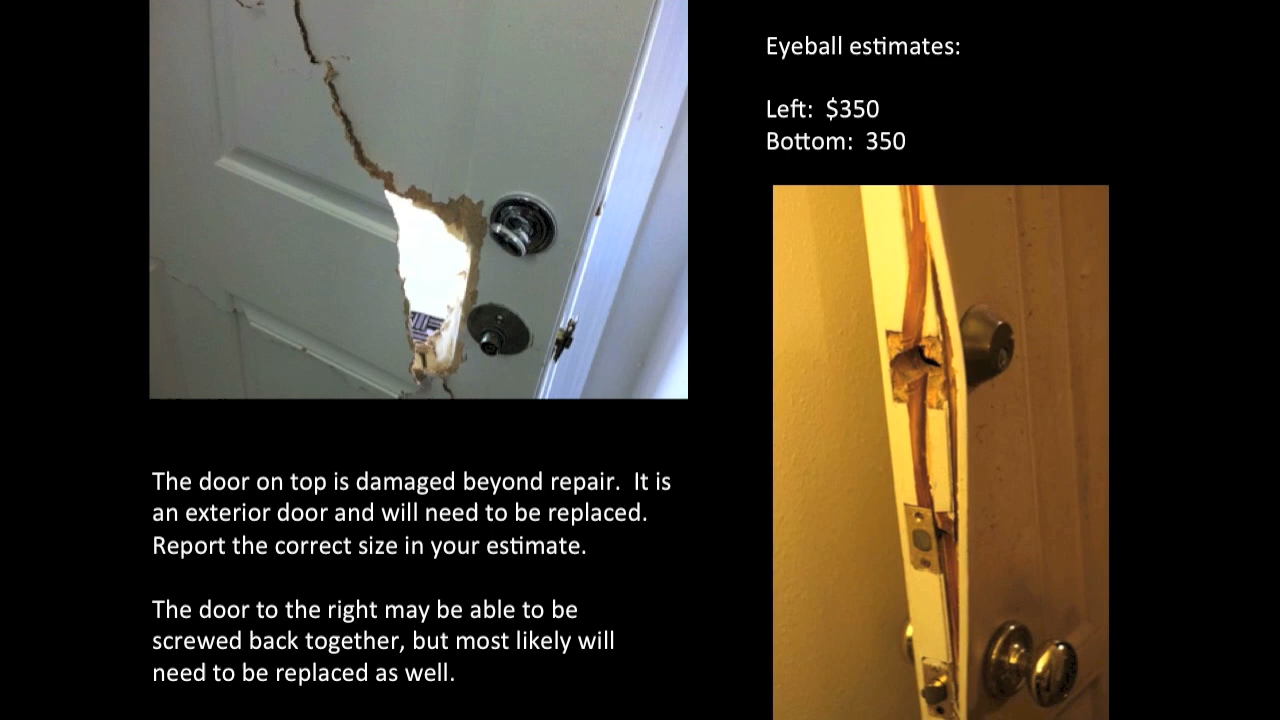 Eyeball estimates:
Left:  $350
Bottom:  350
The door on top is damaged beyond repair.  It is
an exterior door and will need to be replaced.
Report the correct size in your estimate.
The door to the right may be able to be
screwed back together, but most likely will
need to be replaced as well.